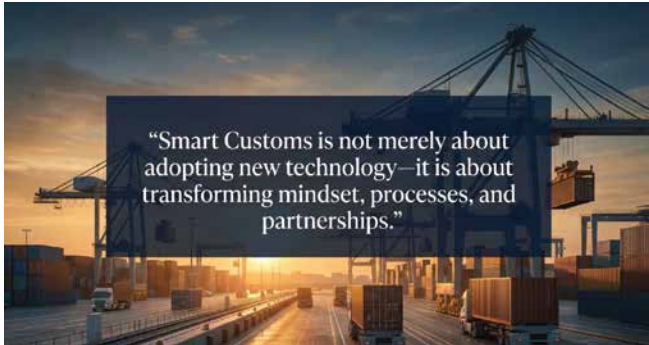 “Smart Customs is not merely about
adopting new technology—it is about
transforming mindset, processes, and
partnerships.”